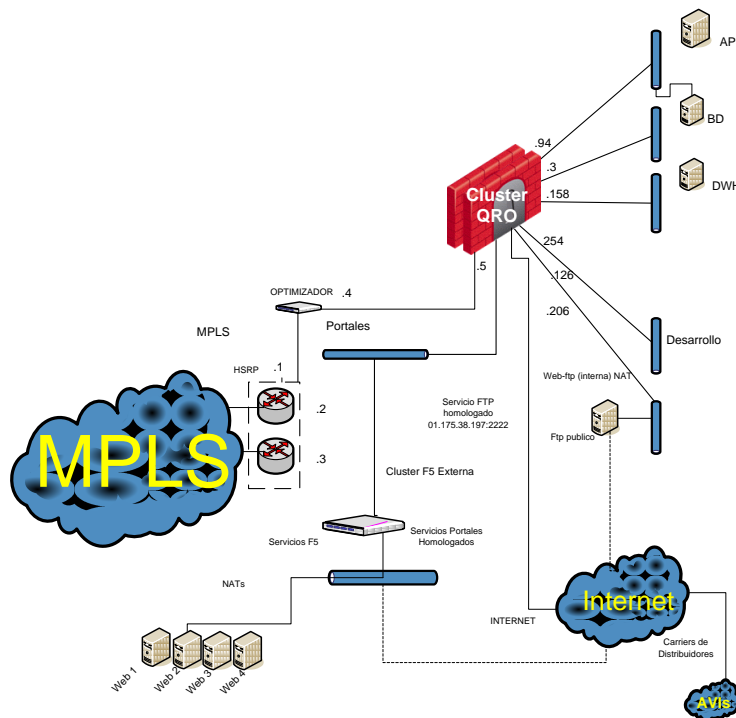 AP
BD
DWH
.94
.3
.158
Cluster
QRO
254
.126
.206
.5
OPTIMIZADOR
.4
Portales
MPLS
HSRP
.1
.2
.3
MPLS
Desarrollo
Web-ftp (interna) NAT
Servicio FTP
homologado
01.175.38.197:2222
Ftp publico
Cluster F5 Externa
Servicios F5
Servicios Portales
Homologados
NATs
INTERNET
Internet
Carriers de
Distribuidores
AVIs
Web 1
Web 2
Web 3
Web 4